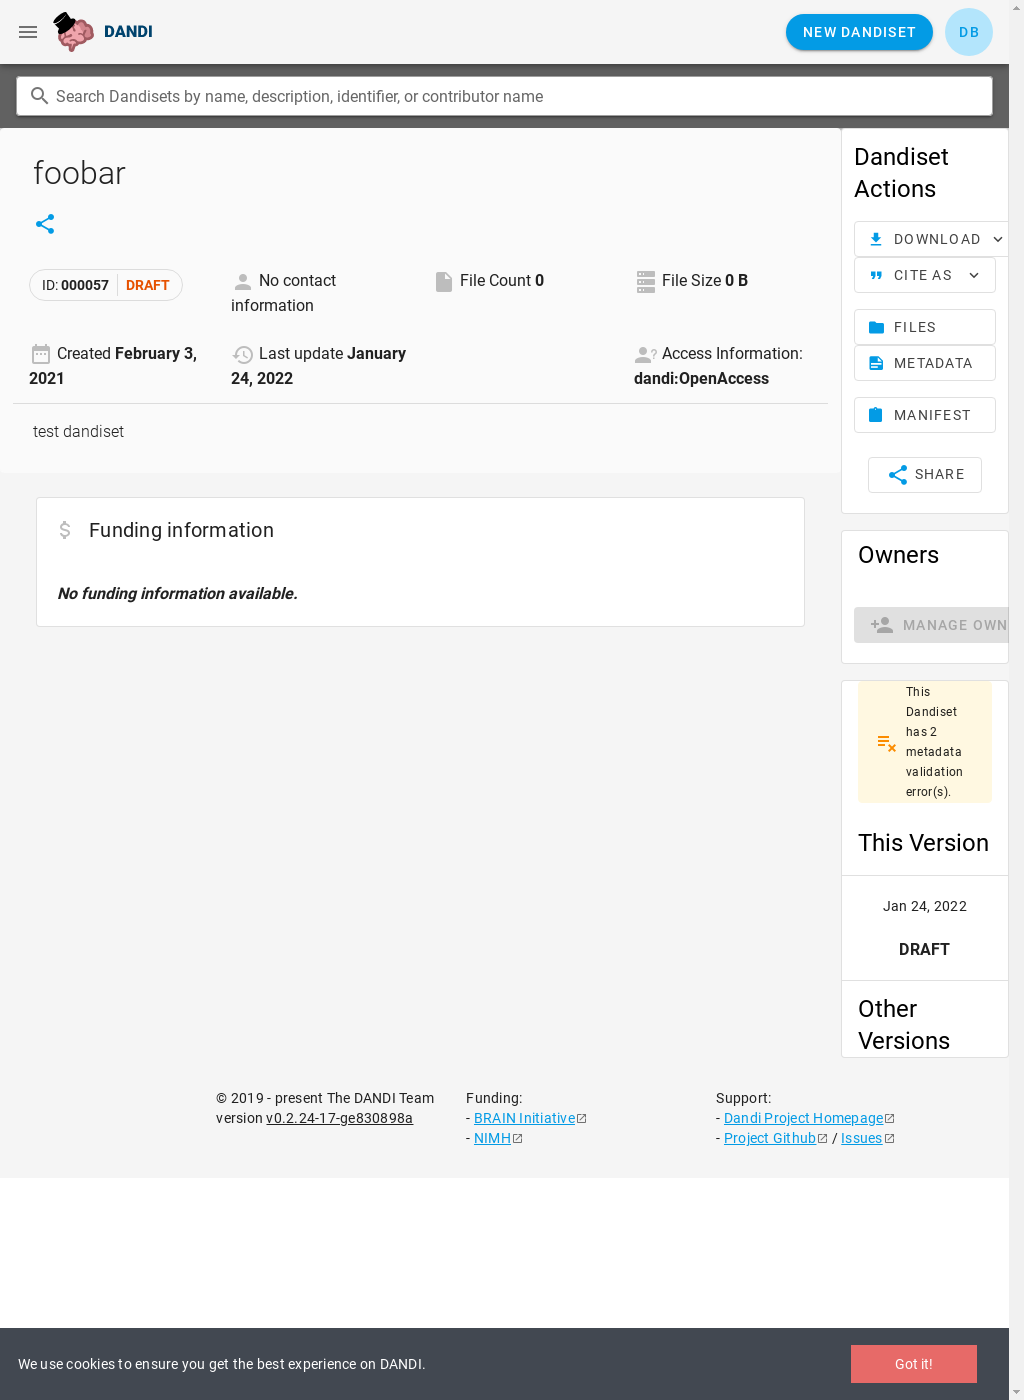 DANDI
NEW DANDISET
DB
Search Dandisets by name, description, identifier, or contributor name
foobar
ID: 000057 DRAFT
No contact
information
File Count 0
File Size 0 B
Created February 3,
2021
Last update January
24, 2022
Access Information:
dandi:OpenAccess
test dandiset
Funding information
No funding information available.
Dandiset
Actions
DOWNLOAD
CITE AS
FILES
METADATA
MANIFEST
SHARE
Owners
MANAGE OWN
This
Dandiset
has 2
metadata
validation
error(s).
This Version
Jan 24, 2022
DRAFT
Other
Versions
© 2019 - present The DANDI Team
version v0.2.24-17-ge830898a
Funding:
- BRAIN Initiative
- NIMH
Support:
- Dandi Project Homepage
- Project Github / Issues
We use cookies to ensure you get the best experience on DANDI.
Got it!